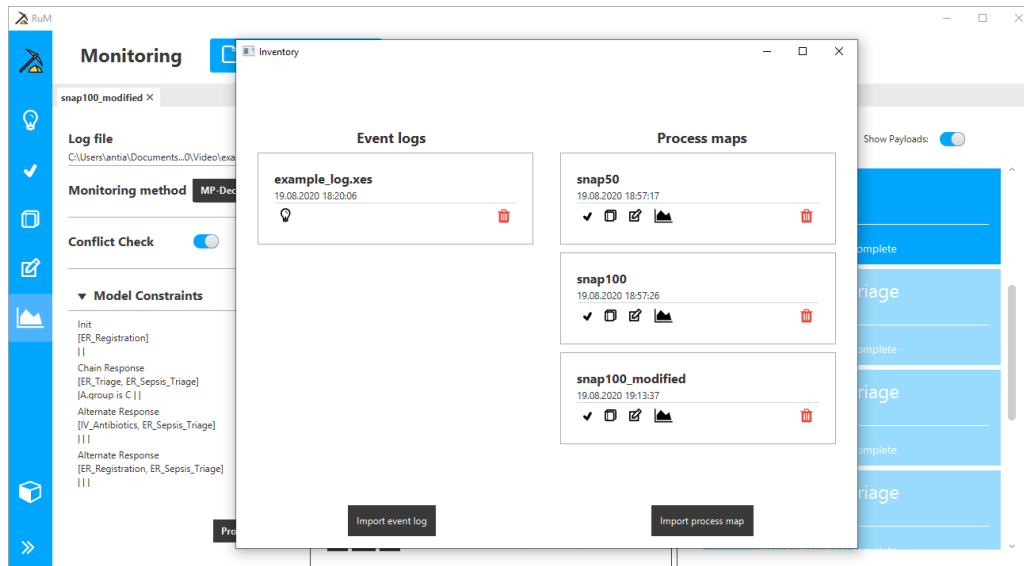 RuM
Monitoring
Inventory
snap100_modified
Log file
C:\Users\antia\Documents...0\Video\exa
Monitoring method
MP-Dec
Conflict Check
Model Constraints
Init
[ER_Registration]
| |
Chain Response
[ER_Triage, ER_Sepsis_Triage]
|A.group is C | |
Alternate Response
[IV_Antibiotics, ER_Sepsis_Triage]
| | |
Alternate Response
[ER_Registration, ER_Sepsis_Triage]
| | |
Pro
Event logs
example_log.xes
19.08.2020 18:20:06
Import event log
Process maps
snap50
19.08.2020 18:57:17
snap100
19.08.2020 18:57:26
snap100_modified
19.08.2020 19:13:37
Import process map
Show Payloads:
mplete
riage
omplete
riage
omplete
riage